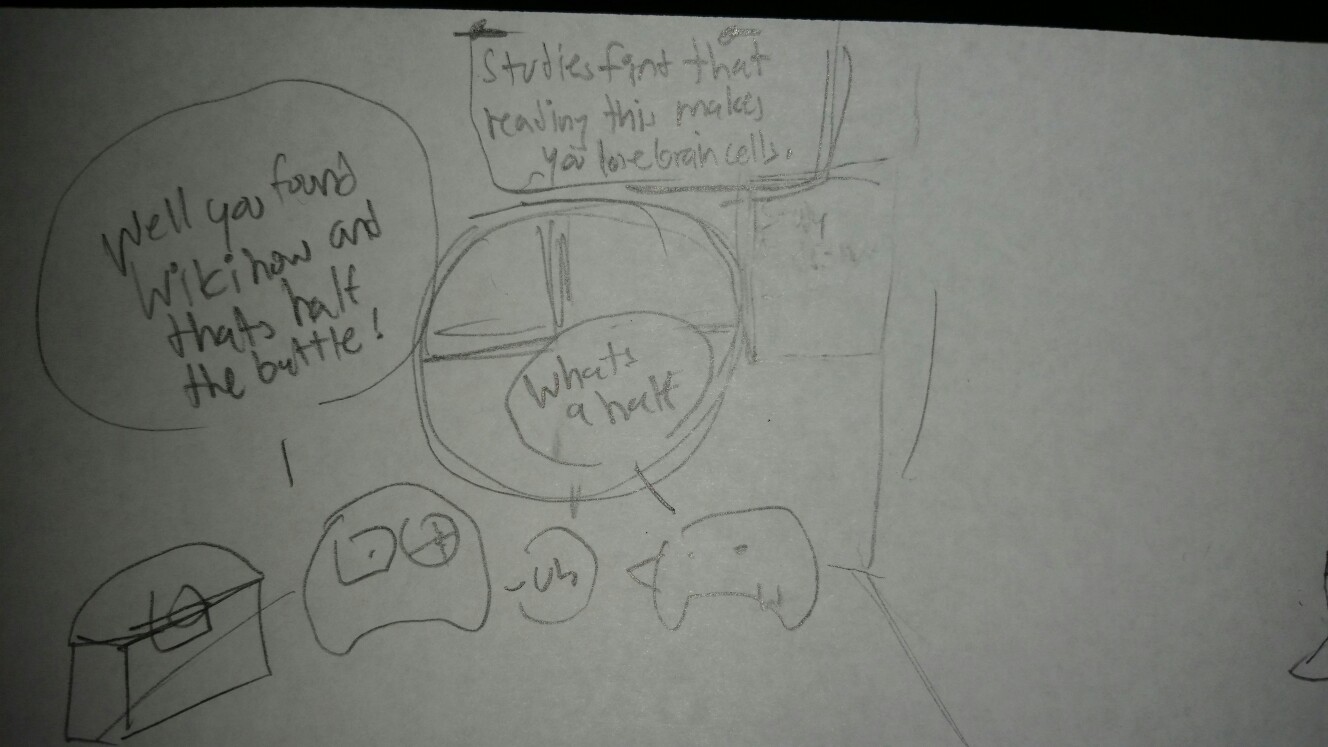 Studies fint that
reading this makes
you lose brain cells.
Well you found
Wikihow and
thats half
the battle!
Whats
a half
-uh